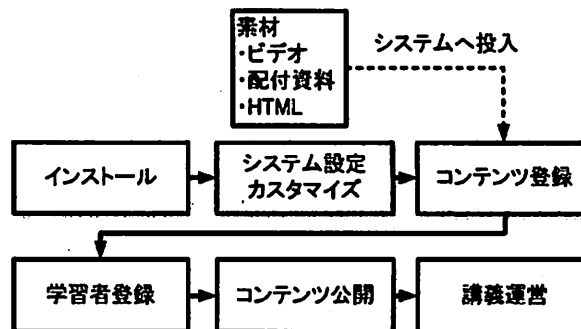 素材
・ビデオ
・配付資料
・HTML
システムへ投入
インストール
システム設定
カスタマイズ
コンテンツ登録
学習者登録
コンテンツ公開
講義運営